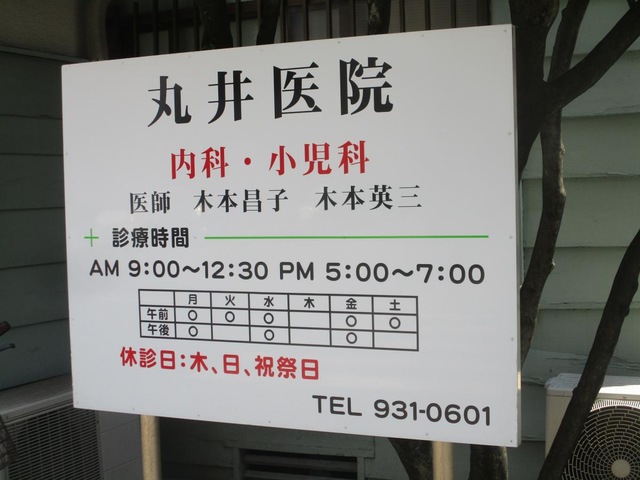 丸井医院
内科・小児科
医師 木本昌子 木本英三
診療時間
AM 9:00〜12:30 PM 5:00〜7:00
月 火 水 木 金 土
午前 ○ ○ ○ ○ ○
午後 ○ ○ ○
休診日:木、日、祝祭日
TEL 931-0601